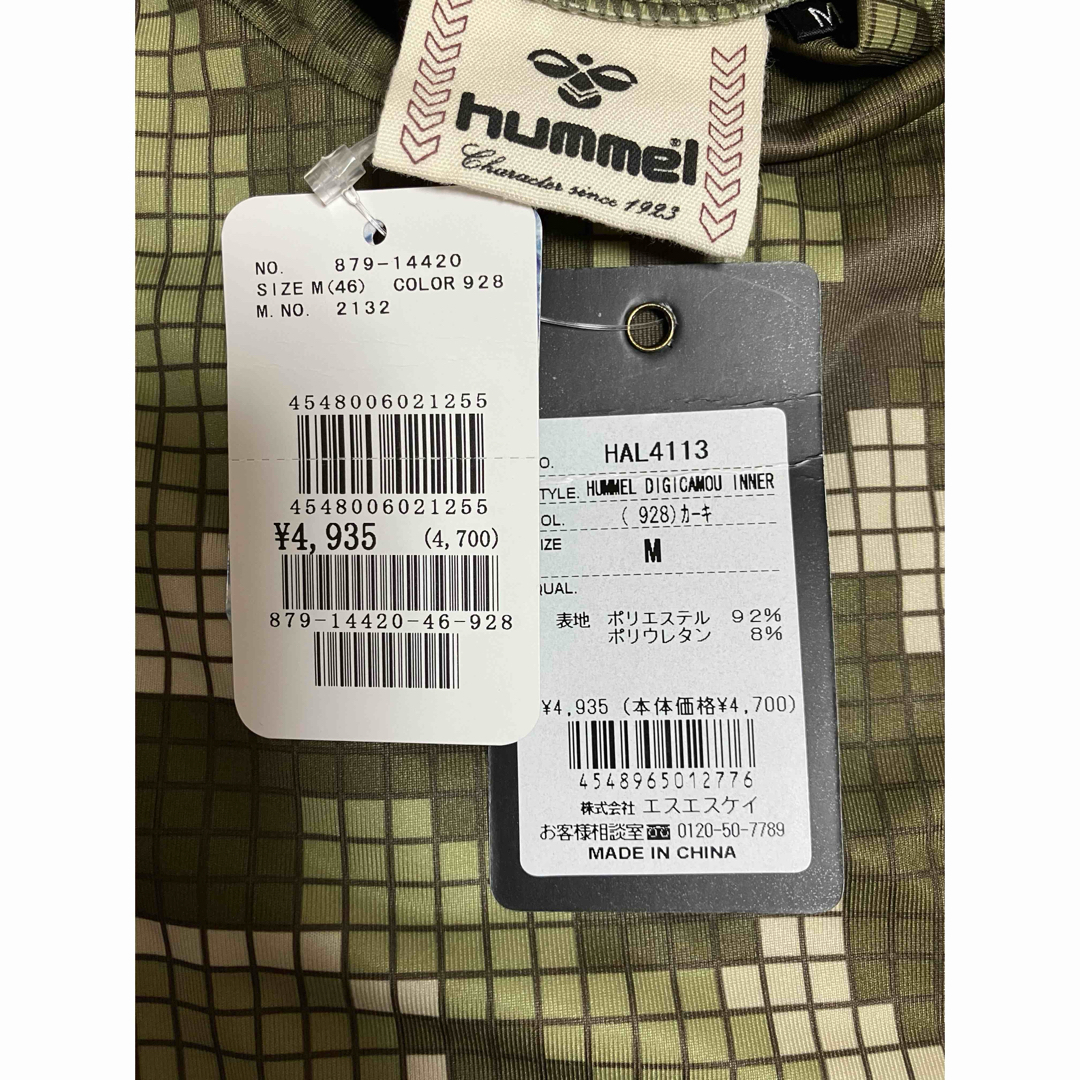 M
hummel®
Character since 1923
NO. 879-14420
SIZE M(46) COLOR 928
M. NO. 2132
4548006021255
4548006021255
¥4,935 (4,700)
879-14420-46-928
O. HAL4113
TYLE. HUMMEL DIGICAMOU INNER
OL. ( 928)カーキ
IZE M
QUAL.
表地 ポリエステル 92%
ポリウレタン 8%
¥4,935 (本体価格¥4,700)
4548965012776
株式会社 エスエスケイ
お客様相談室 0120-50-7789
MADE IN CHINA